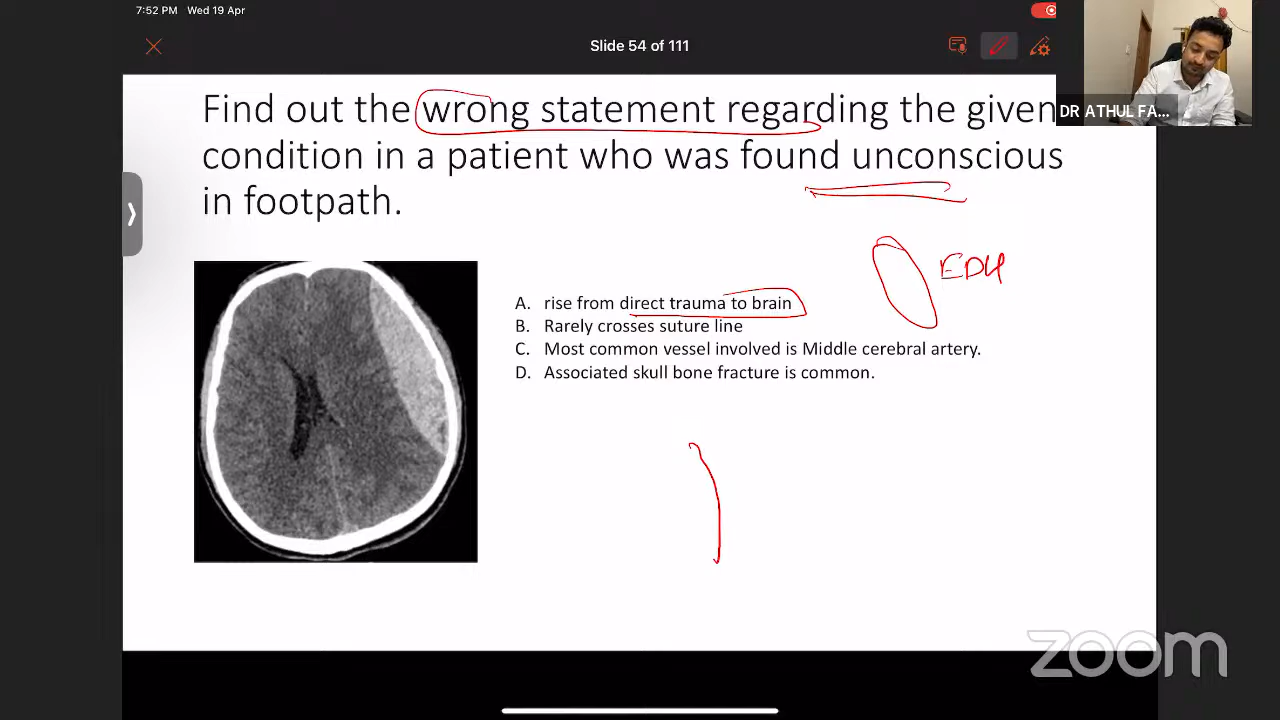 7:52 PM Wed 19 Apr
Slide 54 of 111
DR ATHUL FA...
Find out the wrong statement regarding the given
condition in a patient who was found unconscious
in footpath.
EDH
A. rise from direct trauma to brain
B. Rarely crosses suture line
C. Most common vessel involved is Middle cerebral artery.
D. Associated skull bone fracture is common.
zoom